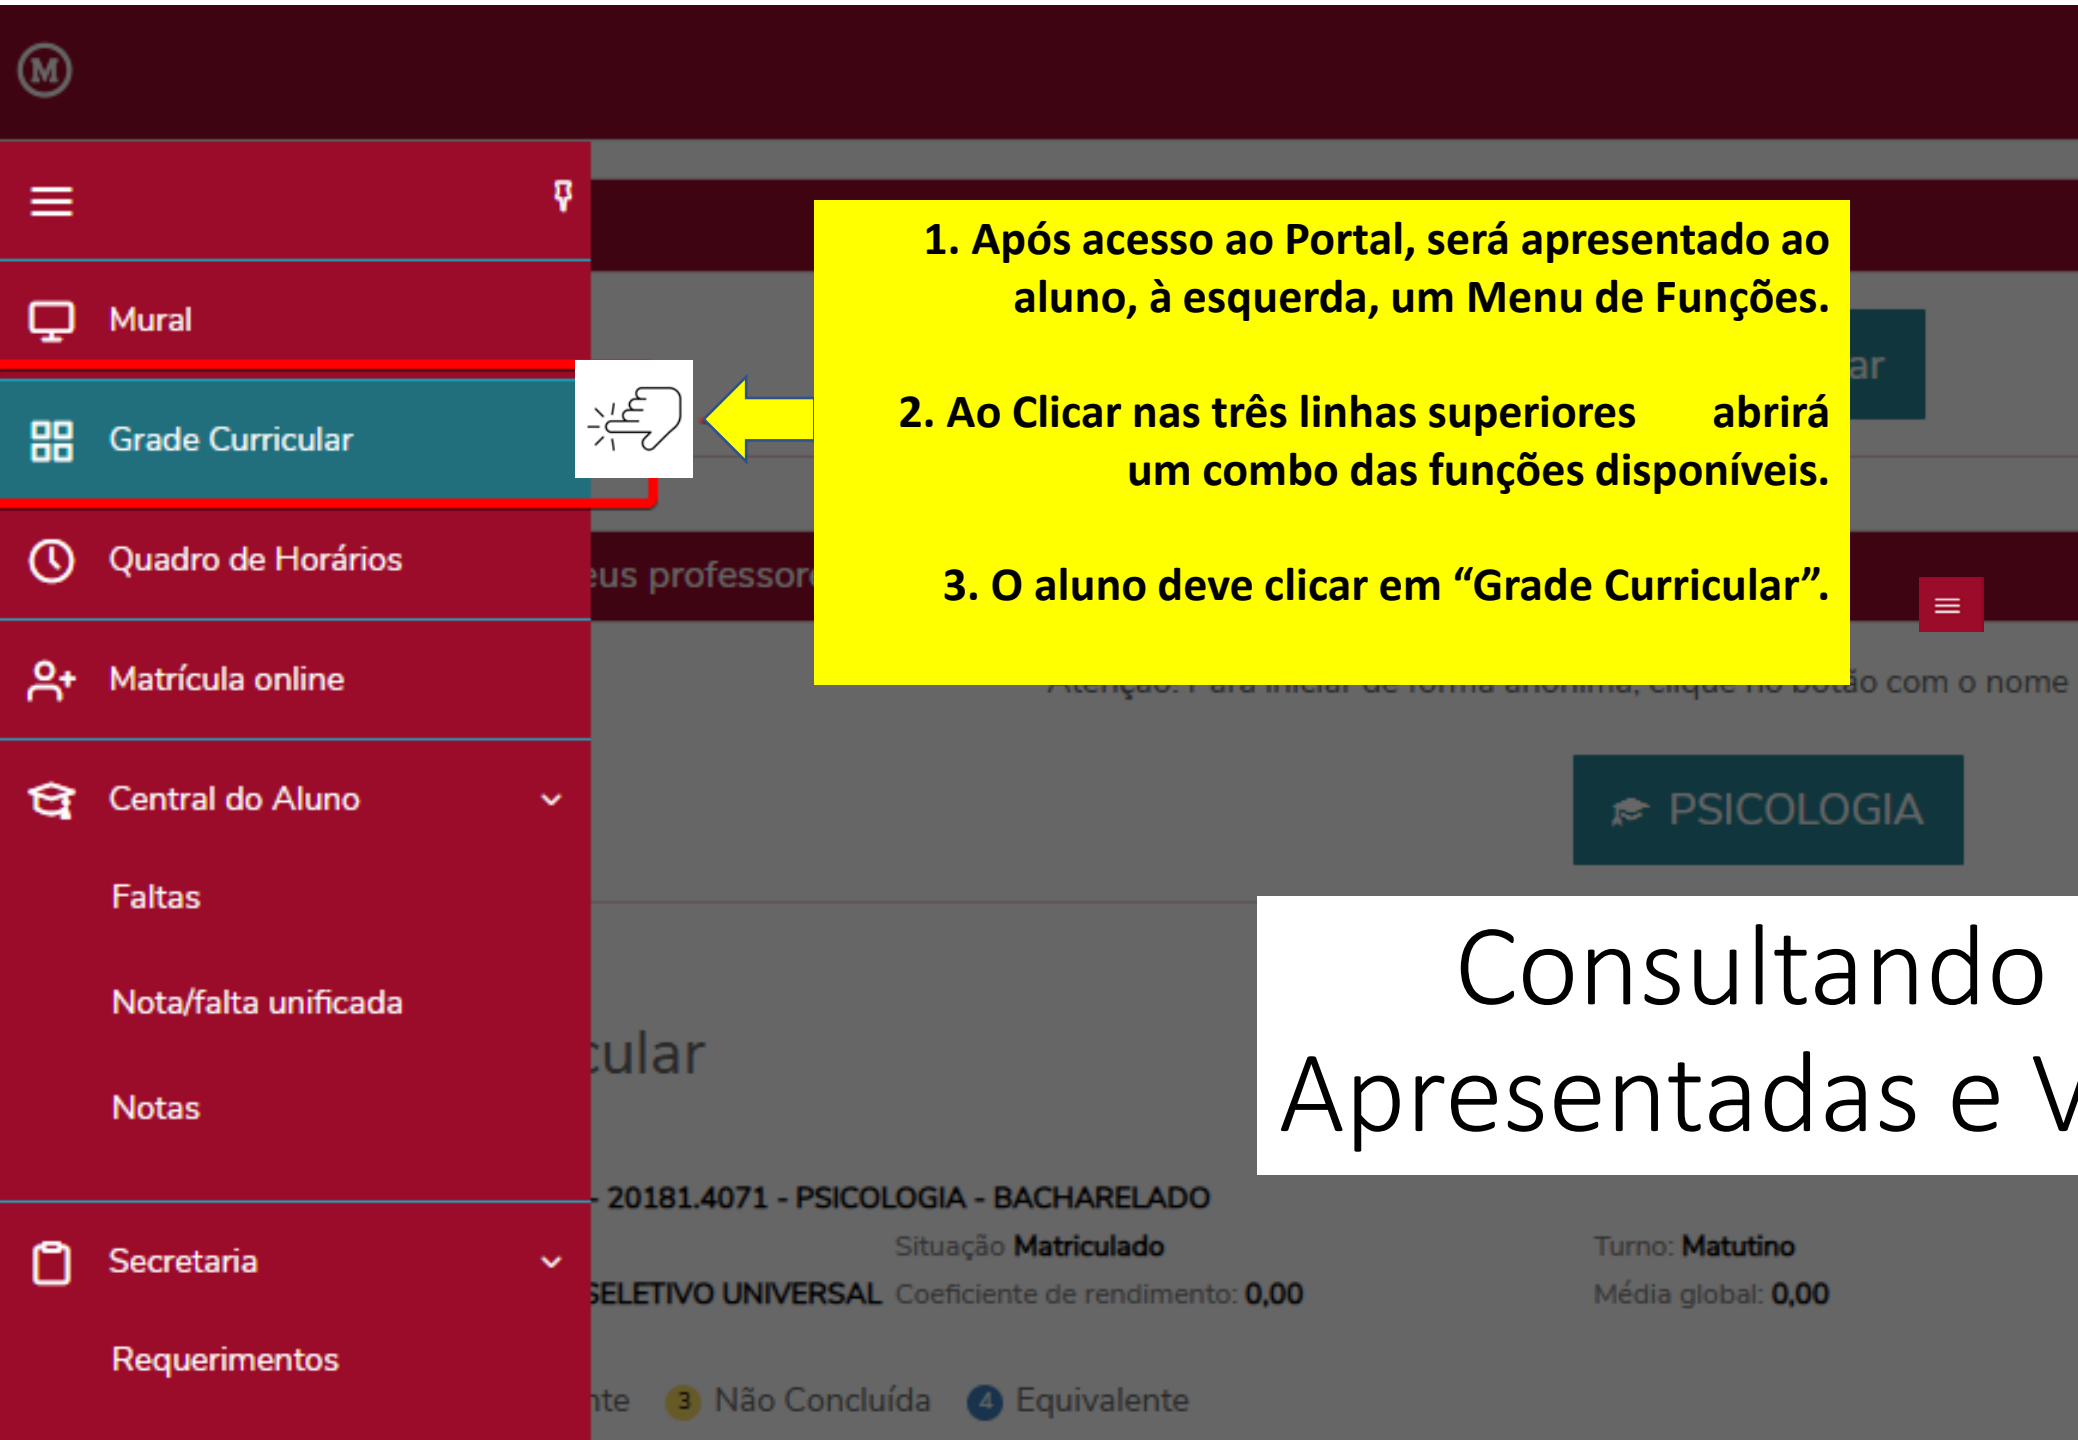 M
Mural
Grade Curricular
Quadro de Horários
Matrícula online
Central do Aluno
Faltas
Nota/falta unificada
Notas
Secretaria
Requerimentos
1. Após acesso ao Portal, será apresentado ao
aluno, à esquerda, um Menu de Funções.
2. Ao Clicar nas três linhas superiores abrirá
um combo das funções disponíveis.
3. O aluno deve clicar em “Grade Curricular”.
ar
eus professor
ão com o nome
PSICOLOGIA
Consultando
Apresentadas e V
cular
- 20181.4071 - PSICOLOGIA - BACHARELADO
Situação Matriculado Turno: Matutino
SELETIVO UNIVERSAL Coeficiente de rendimento: 0,00 Média global: 0,00
nte 3 Não Concluída 4 Equivalente